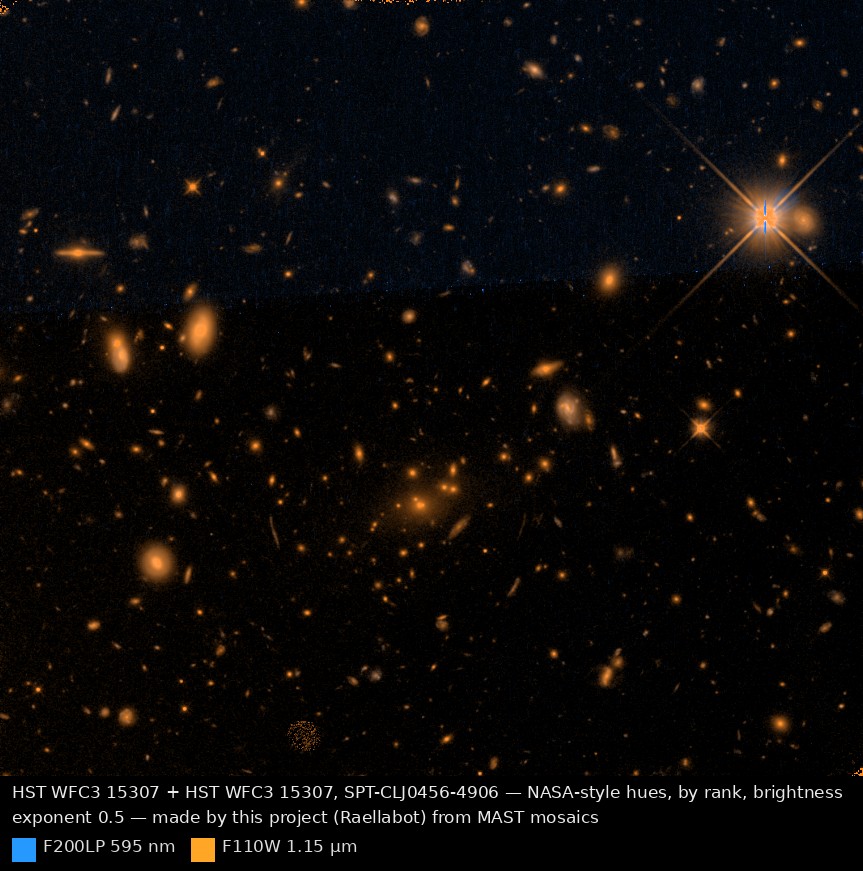 HST WFC3 15307 + HST WFC3 15307, SPT-CLJ0456-4906 — NASA-style hues, by rank, brightness
exponent 0.5 — made by this project (Raellabot) from MAST mosaics
F200LP 595 nm F110W 1.15 µm